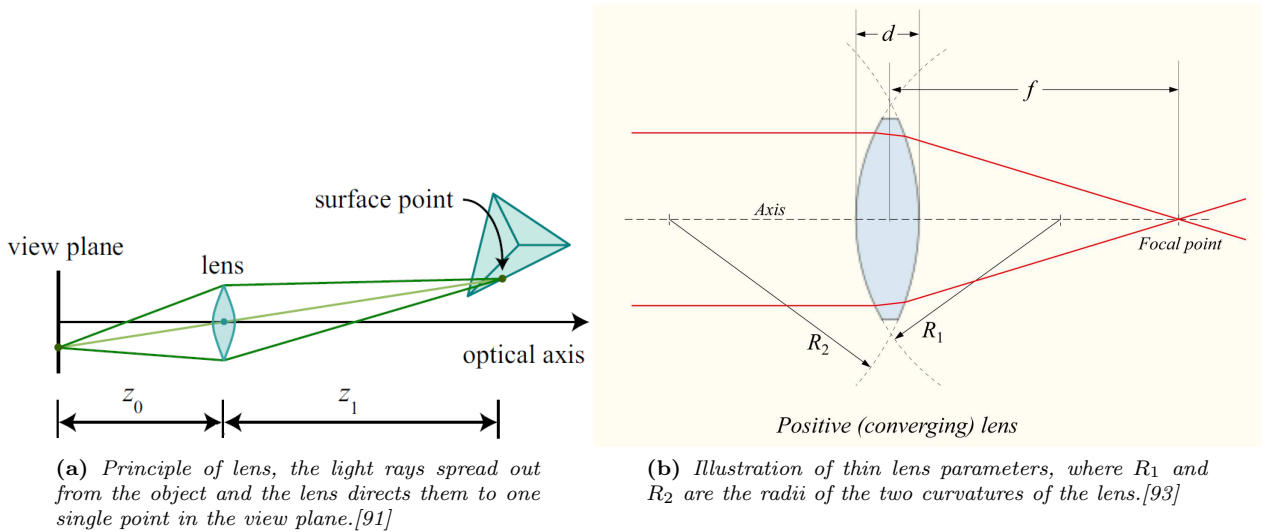 surface point
view plane
lens
optical axis
z0
z1
(a) Principle of lens, the light rays spread out
from the object and the lens directs them to one
single point in the view plane.[91]
d
f
Axis
Focal point
R2
R1
Positive (converging) lens
(b) Illustration of thin lens parameters, where R1 and
R2 are the radii of the two curvatures of the lens.[93]